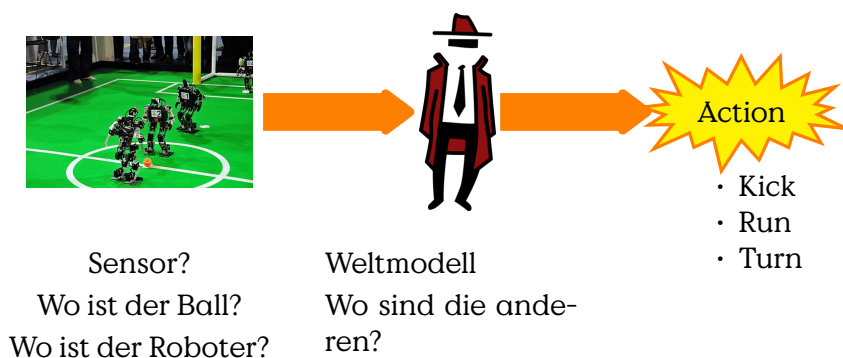 Action
· Kick
· Run
· Turn
Sensor?
Wo ist der Ball?
Wo ist der Roboter?
Weltmodell
Wo sind die ande-
ren?